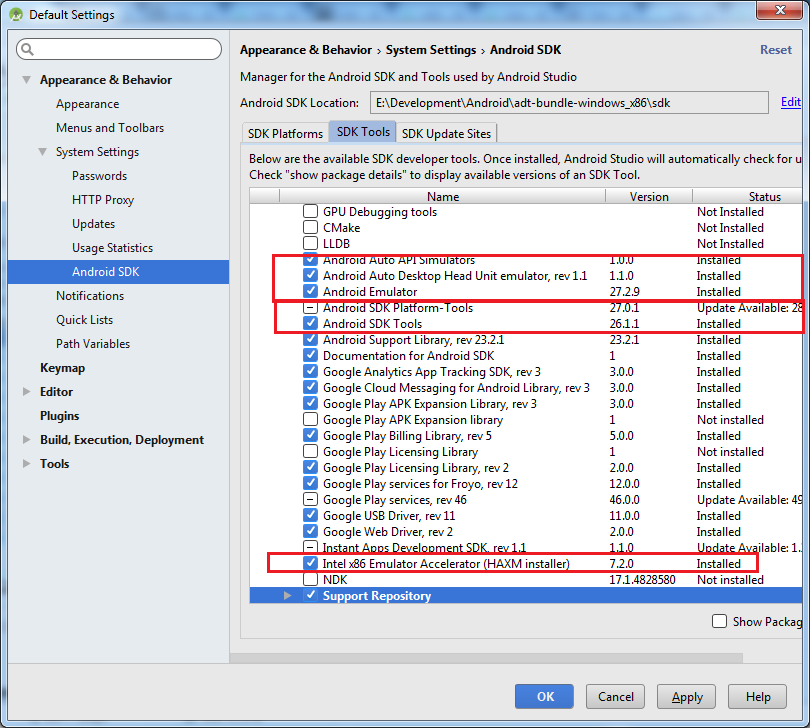 Default Settings
Appearance & Behavior › System Settings › Android SDK
Reset
Manager for the Android SDK and Tools used by Android Studio
Android SDK Location: E:\Development\Android\adt-bundle-windows_x86\sdk Edit
Appearance & Behavior
Appearance
Menus and Toolbars
System Settings
Passwords
HTTP Proxy
Updates
Usage Statistics
Android SDK
Notifications
Quick Lists
Path Variables
Keymap
Editor
Plugins
Build, Execution, Deployment
Tools
SDK Platforms SDK Tools SDK Update Sites
Below are the available SDK developer tools. Once installed, Android Studio will automatically check for u
Check "show package details" to display available versions of an SDK Tool.
Name Version Status
GPU Debugging tools Not Installed
CMake Not Installed
LLDB Not Installed
Android Auto API Simulators 1.0.0 Installed
Android Auto Desktop Head Unit emulator, rev 1.1 1.1.0 Installed
Android Emulator 27.2.9 Installed
Android SDK Platform-Tools 27.0.1 Update Available: 28
Android SDK Tools 26.1.1 Installed
Android Support Library, rev 23.2.1 23.2.1 Installed
Documentation for Android SDK 1 Installed
Google Analytics App Tracking SDK, rev 3 3.0.0 Installed
Google Cloud Messaging for Android Library, rev 3 3.0.0 Installed
Google Play APK Expansion Library, rev 3 3.0.0 Installed
Google Play APK Expansion library 1 Not installed
Google Play Billing Library, rev 5 5.0.0 Installed
Google Play Licensing Library 1 Not installed
Google Play Licensing Library, rev 2 2.0.0 Installed
Google Play services for Froyo, rev 12 12.0.0 Installed
Google Play services, rev 46 46.0.0 Update Available: 49
Google USB Driver, rev 11 11.0.0 Installed
Google Web Driver, rev 2 2.0.0 Installed
Instant Apps Development SDK, rev 1.1 1.1.0 Update Available: 1.
Intel x86 Emulator Accelerator (HAXM installer) 7.2.0 Installed
NDK 17.1.4828580 Not installed
Support Repository
Show Packag
OK Cancel Apply Help